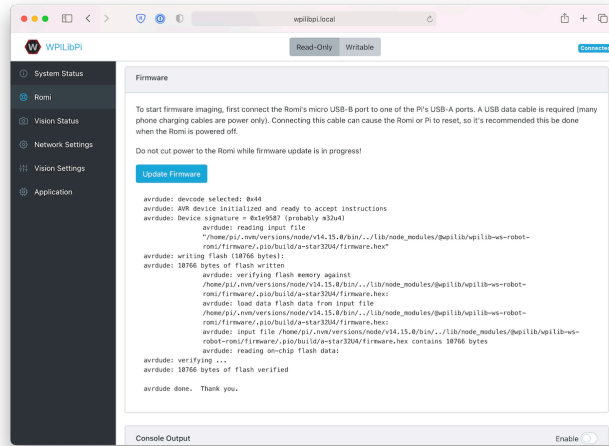 wpilibpi.local
WPILibPi
Read-Only Writable
Connected
System Status
Romi
Vision Status
Network Settings
Vision Settings
Application
Firmware
To start firmware imaging, first connect the Romi's micro USB-B port to one of the Pi's USB-A ports. A USB data cable is required (many
phone charging cables are power only). Connecting this cable can cause the Romi or Pi to reset, so it's recommended this be done
when the Romi is powered off.
Do not cut power to the Romi while firmware update is in progress!
Update Firmware
avrdude: devcode selected: 0x44
avrdude: AVR device initialized and ready to accept instructions
avrdude: Device signature = 0x1e9587 (probably m32u4)
avrdude: reading input file
"/home/pi/.nvm/versions/node/v14.15.0/bin/../lib/node_modules/@wpilib/wpilib-ws-robot-
romi/firmware/.pio/build/a-star32U4/firmware.hex"
avrdude: writing flash (10766 bytes):
avrdude: 10766 bytes of flash written
avrdude: verifying flash memory against
/home/pi/.nvm/versions/node/v14.15.0/bin/../lib/node_modules/@wpilib/wpilib-ws-robot-
romi/firmware/.pio/build/a-star32U4/firmware.hex:
avrdude: load data flash data from input file
/home/pi/.nvm/versions/node/v14.15.0/bin/../lib/node_modules/@wpilib/wpilib-ws-robot-
romi/firmware/.pio/build/a-star32U4/firmware.hex:
avrdude: input file /home/pi/.nvm/versions/node/v14.15.0/bin/../lib/node_modules/@wpilib/wpilib-ws-
robot-romi/firmware/.pio/build/a-star32U4/firmware.hex contains 10766 bytes
avrdude: reading on-chip flash data:
avrdude: verifying ...
avrdude: 10766 bytes of flash verified
avrdude done. Thank you.
Console Output
Enable